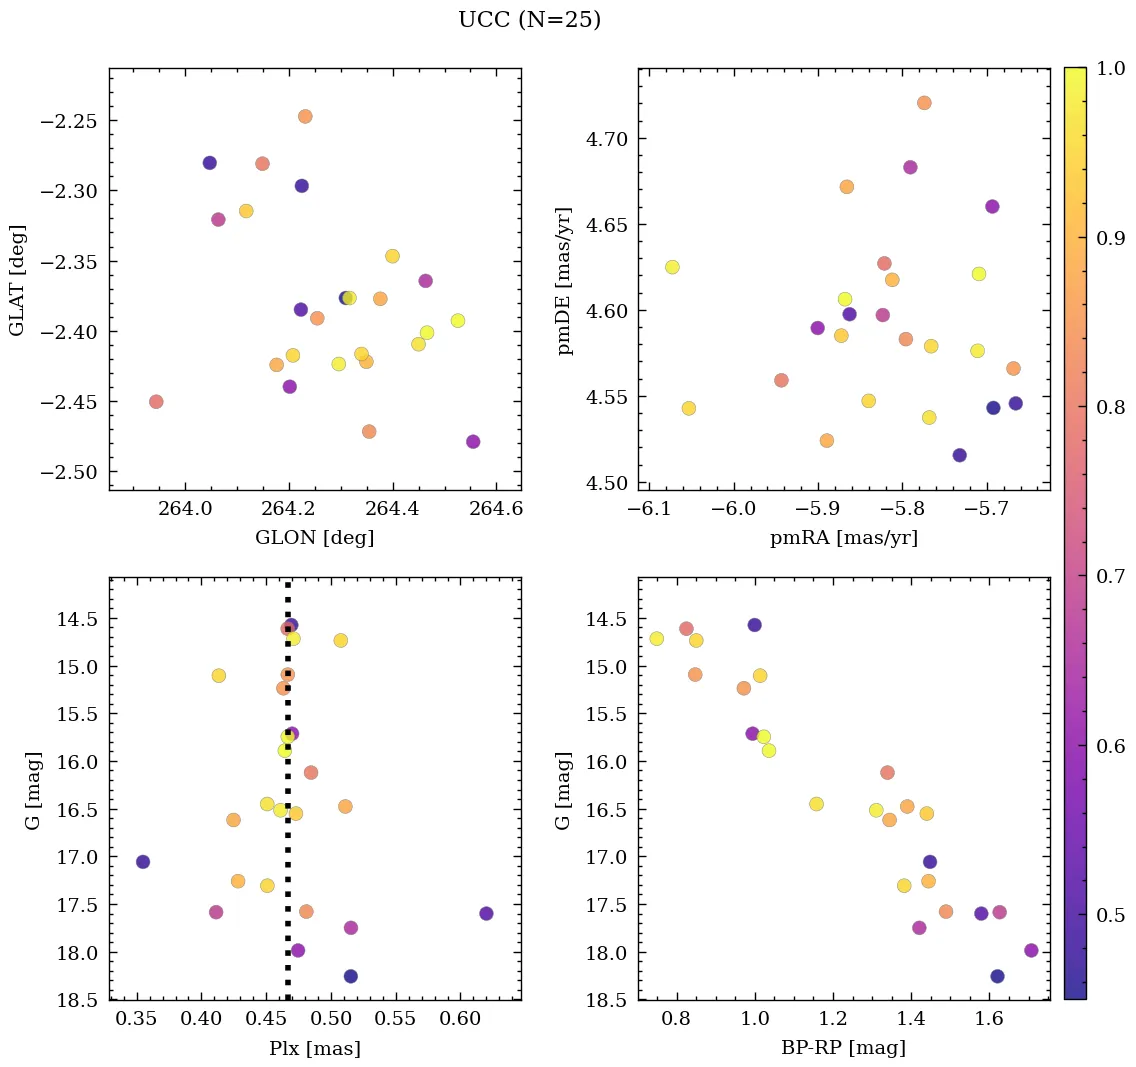 UCC (N=25)
−2.25
−2.30
−2.35
−2.40
−2.45
−2.50
GLAT [deg]
264.0 264.2 264.4 264.6
GLON [deg]
4.70
4.65
4.60
4.55
4.50
pmDE [mas/yr]
−6.1 −6.0 −5.9 −5.8 −5.7
pmRA [mas/yr]
1.0
0.9
0.8
0.7
0.6
0.5
14.5
15.0
15.5
16.0
16.5
17.0
17.5
18.0
18.5
G [mag]
0.35 0.40 0.45 0.50 0.55 0.60
Plx [mas]
14.5
15.0
15.5
16.0
16.5
17.0
17.5
18.0
18.5
G [mag]
0.8 1.0 1.2 1.4 1.6
BP-RP [mag]